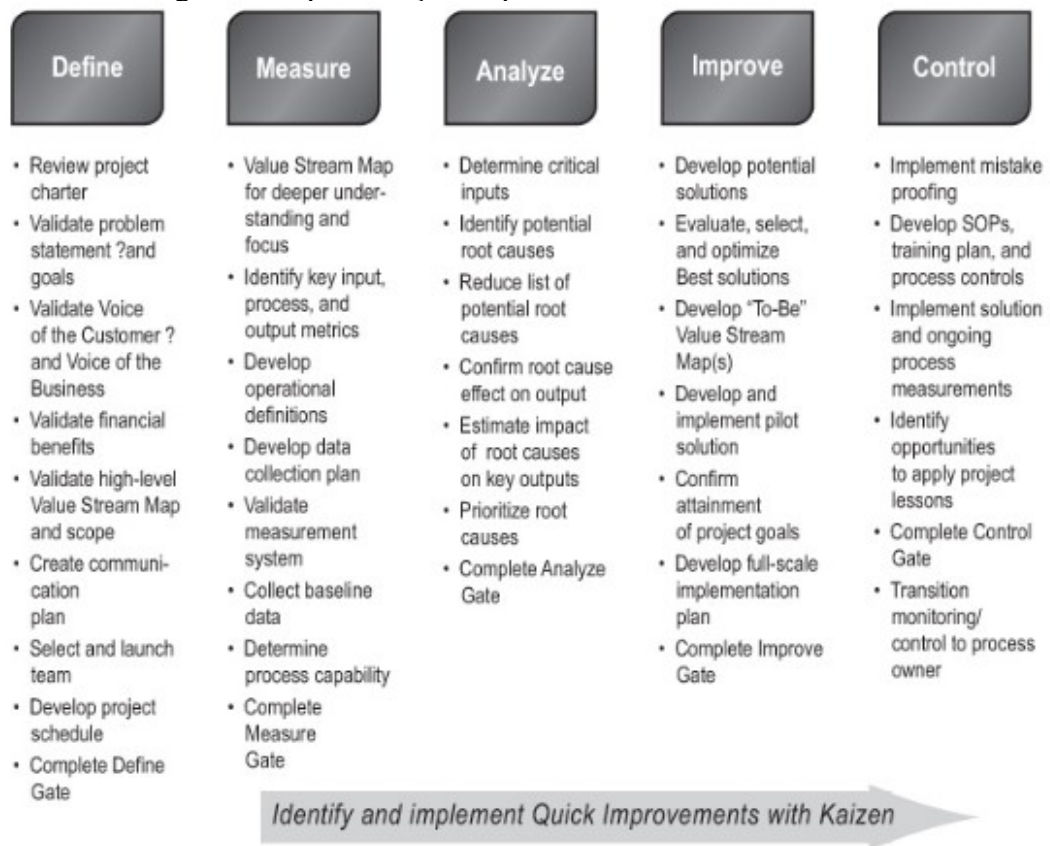 Define
• Review project
charter
• Validate problem
statement ?and
goals
• Validate Voice
of the Customer ?
and Voice of the
Business
• Validate financial
benefits
• Validate high-level
Value Stream Map
and scope
• Create communi-
cation
plan
• Select and launch
team
• Develop project
schedule
• Complete Define
Gate
Measure
• Value Stream Map
for deeper under-
standing and
focus
• Identify key input,
process, and
output metrics
• Develop
operational
definitions
• Develop data
collection plan
• Validate
measurement
system
• Collect baseline
data
• Determine
process capability
• Complete
Measure
Gate
Analyze
• Determine critical
inputs
• Identify potential
root causes
• Reduce list of
potential root
causes
• Confirm root cause
effect on output
• Estimate impact
of root causes
on key outputs
• Prioritize root
causes
• Complete Analyze
Gate
Improve
• Develop potential
solutions
• Evaluate, select,
and optimize
Best solutions
• Develop “To-Be”
Value Stream
Map(s)
• Develop and
implement pilot
solution
• Confirm
attainment
of project goals
• Develop full-scale
implementation
plan
• Complete Improve
Gate
Control
• Implement mistake
proofing
• Develop SOPs,
training plan, and
process controls
• Implement solution
and ongoing
process
measurements
• Identify
opportunities
to apply project
lessons
• Complete Control
Gate
• Transition
monitoring/
control to process
owner
Identify and implement Quick Improvements with Kaizen